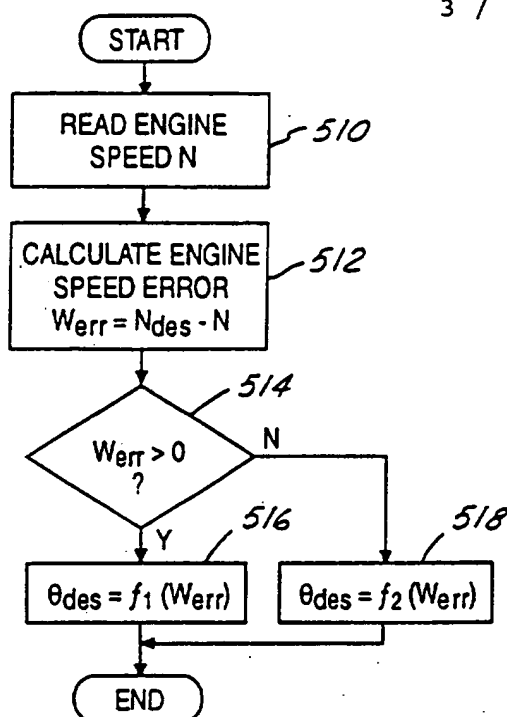 3 /
START
READ ENGINE
SPEED N
510
CALCULATE ENGINE
SPEED ERROR
Werr = Ndes - N
512
514
Werr > 0
?
N
Y
516
518
θdes = f1 (Werr)
θdes = f2 (Werr)
END